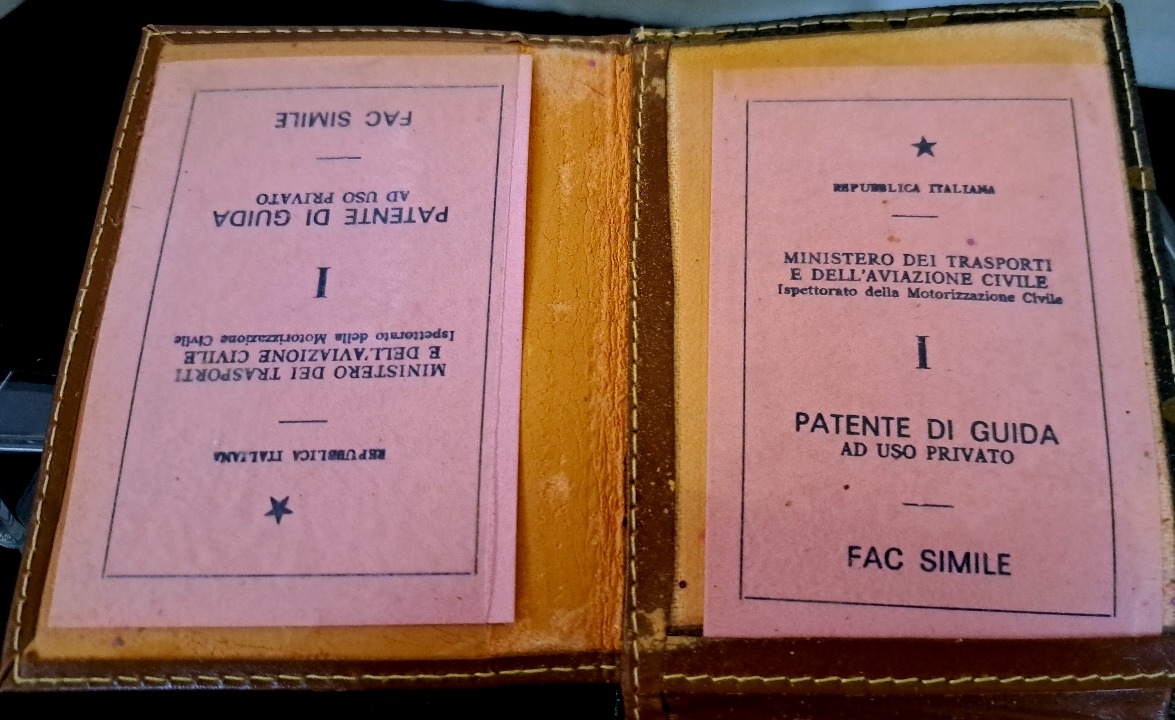 FAC SIMILE
PATENTE DI GUIDA
AD USO PRIVATO
I
MINISTERO DEI TRASPORTI
E DELL'AVIAZIONE CIVILE
Ispettorato della Motorizzazione Civile
REPUBBLICA ITALIANA
REPUBBLICA ITALIANA
MINISTERO DEI TRASPORTI
E DELL'AVIAZIONE CIVILE
Ispettorato della Motorizzazione Civile
I
PATENTE DI GUIDA
AD USO PRIVATO
FAC SIMILE